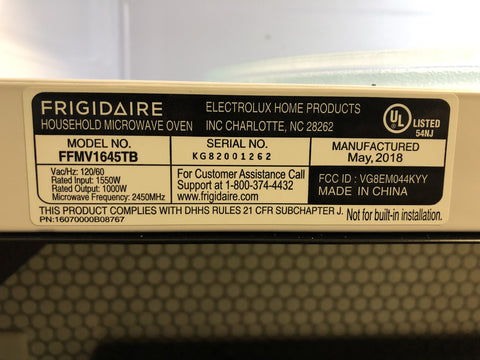 FRIGIDAIRE
HOUSEHOLD MICROWAVE OVEN
ELECTROLUX HOME PRODUCTS
INC CHARLOTTE, NC 28262
UL
LISTED
54NJ
MODEL NO.
FFMV1645TB
SERIAL NO.
KG82001262
MANUFACTURED
May,2018
Vac/Hz: 120/60
Rated Input: 1550W
Rated Output: 1000W
Microwave Frequency: 2450MHz
For Customer Assistance Call
Support at 1-800-374-4432
www.frigidaire.com
FCC ID : VG8EM044KYY
MADE IN CHINA
THIS PRODUCT COMPLIES WITH DHHS RULES 21 CFR SUBCHAPTER J.
Not for built-in installation.
PN:16070000B08767